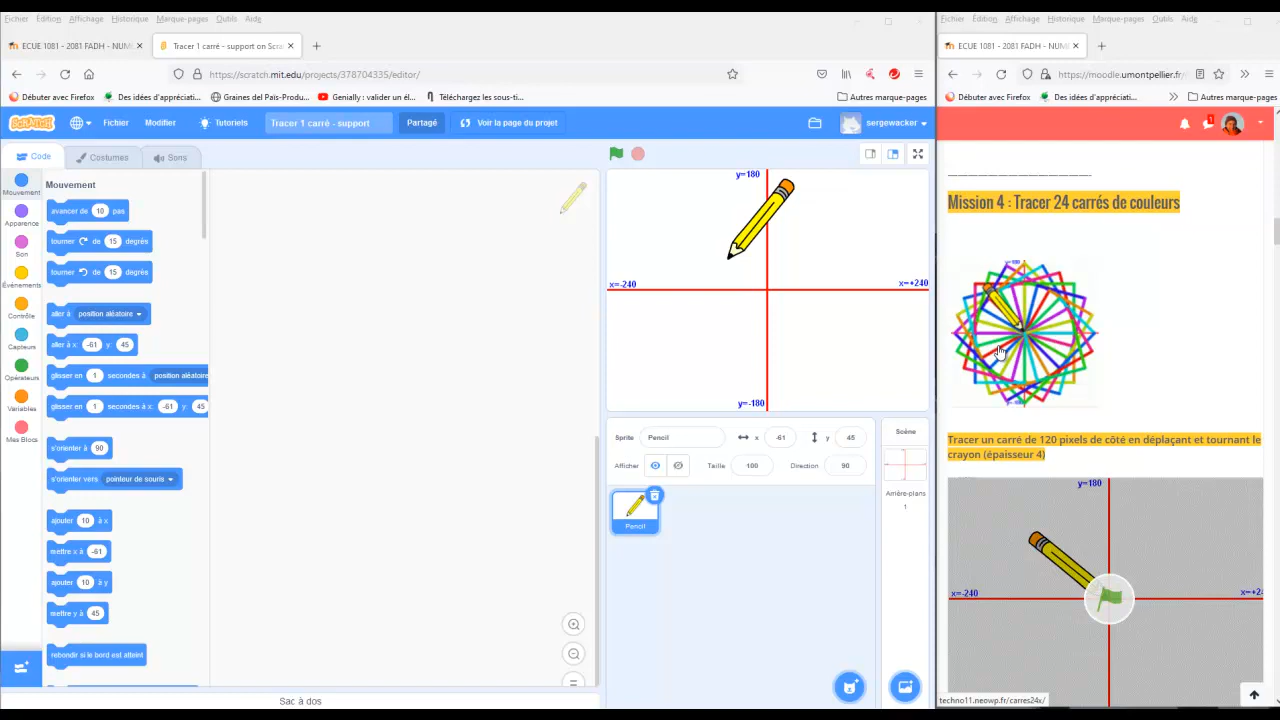 Fichier Édition Affichage Historique Marque-pages Outils Aide
ECUE 1081 - 2081 FADH - NUM
Tracer 1 carré - support on Scra
https://scratch.mit.edu/projects/378704335/editor/
Débuter avec Firefox
Des idées d'appréciati...
Graines del Païs-Produ...
Genially : valider un él...
Téléchargez les sous-ti...
Autres marque-pages
SCRATCH
Fichier
Modifier
Tutoriels
Tracer 1 carré - support
Partagé
Voir la page du projet
sergewacker
Code
Costumes
Sons
Mouvement
Apparence
Son
Événements
Contrôle
Capteurs
Opérateurs
Variables
Mes Blocs
Mouvement
avancer de 10 pas
tourner de 15 degrés
tourner de 15 degrés
aller à position aléatoire
aller à x: -61 y: 45
glisser en 1 secondes à position aléatoire
glisser en 1 secondes à x: -61 y: 45
s'orienter à 90
s'orienter vers pointeur de souris
ajouter 10 à x
mettre x à -61
ajouter 10 à y
mettre y à 45
rebondir si le bord est atteint
Sac à dos
y=180
x=-240
x=+240
y=-180
Sprite Pencil x -61 y 45
Afficher Taille 100 Direction 90
Pencil
Scène
Arrière-plans
1
Fichier Édition Affichage Historique Marque-pages Outils Aide
ECUE 1081 - 2081 FADH - NUM
https://moodle.umontpellier.fr/
Débuter avec Firefox
Des idées d'appréciati...
Autres marque-pages
1
Mission 4 : Tracer 24 carrés de couleurs
y=180
Tracer un carré de 120 pixels de côté en déplaçant et tournant le
crayon (épaisseur 4)
y=180
x=-240
x=+2
techno11.neowp.fr/carres24x/